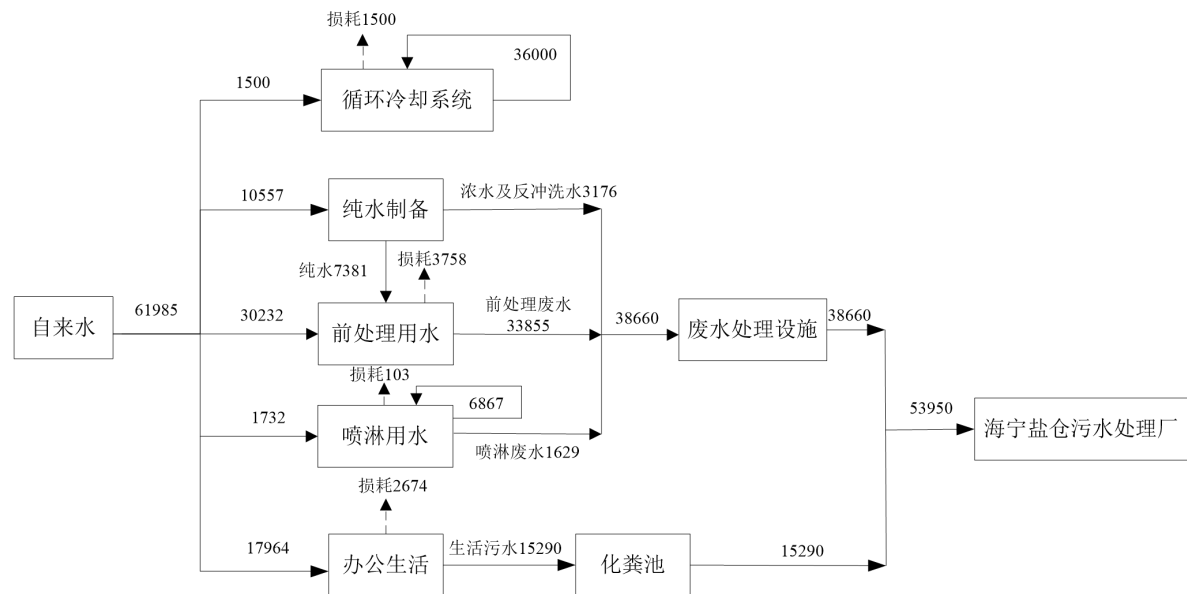 损耗1500
36000
1500
循环冷却系统
10557
纯水制备
浓水及反冲洗水3176
纯水7381
损耗3758
自来水
61985
30232
前处理用水
前处理废水
33855
38660
废水处理设施
38660
损耗103
6867
1732
喷淋用水
喷淋废水1629
53950
海宁盐仓污水处理厂
损耗2674
17964
办公生活
生活污水15290
化粪池
15290